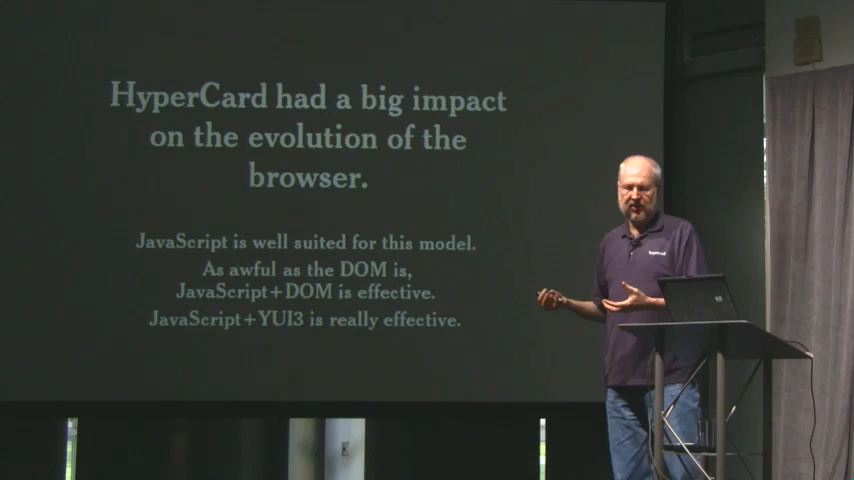 HyperCard had a big impact
on the evolution of the
browser.
JavaScript is well suited for this model.
As awful as the DOM is,
JavaScript+DOM is effective.
JavaScript+YUI3 is really effective.